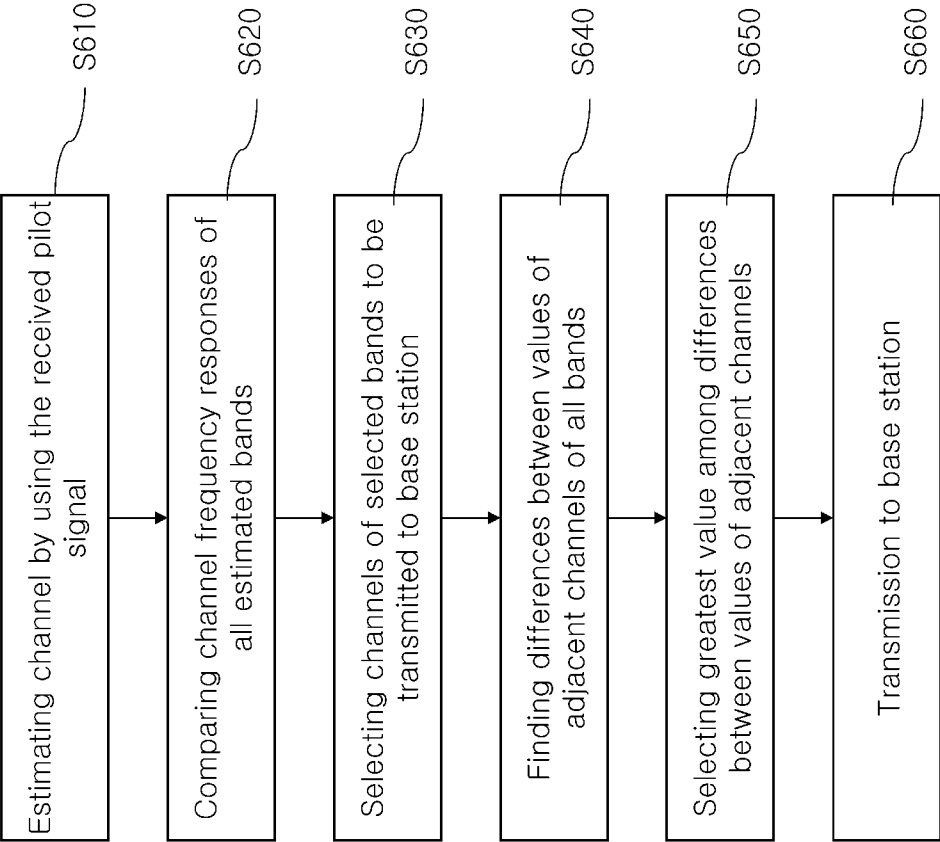 Estimating channel by using the received pilot
signal
S610
Comparing channel frequency responses of
all estimated bands
S620
Selecting channels of selected bands to be
transmitted to base station
S630
Finding differences between values of
adjacent channels of all bands
S640
Selecting greatest value among differences
between values of adjacent channels
S650
Transmission to base station
S660